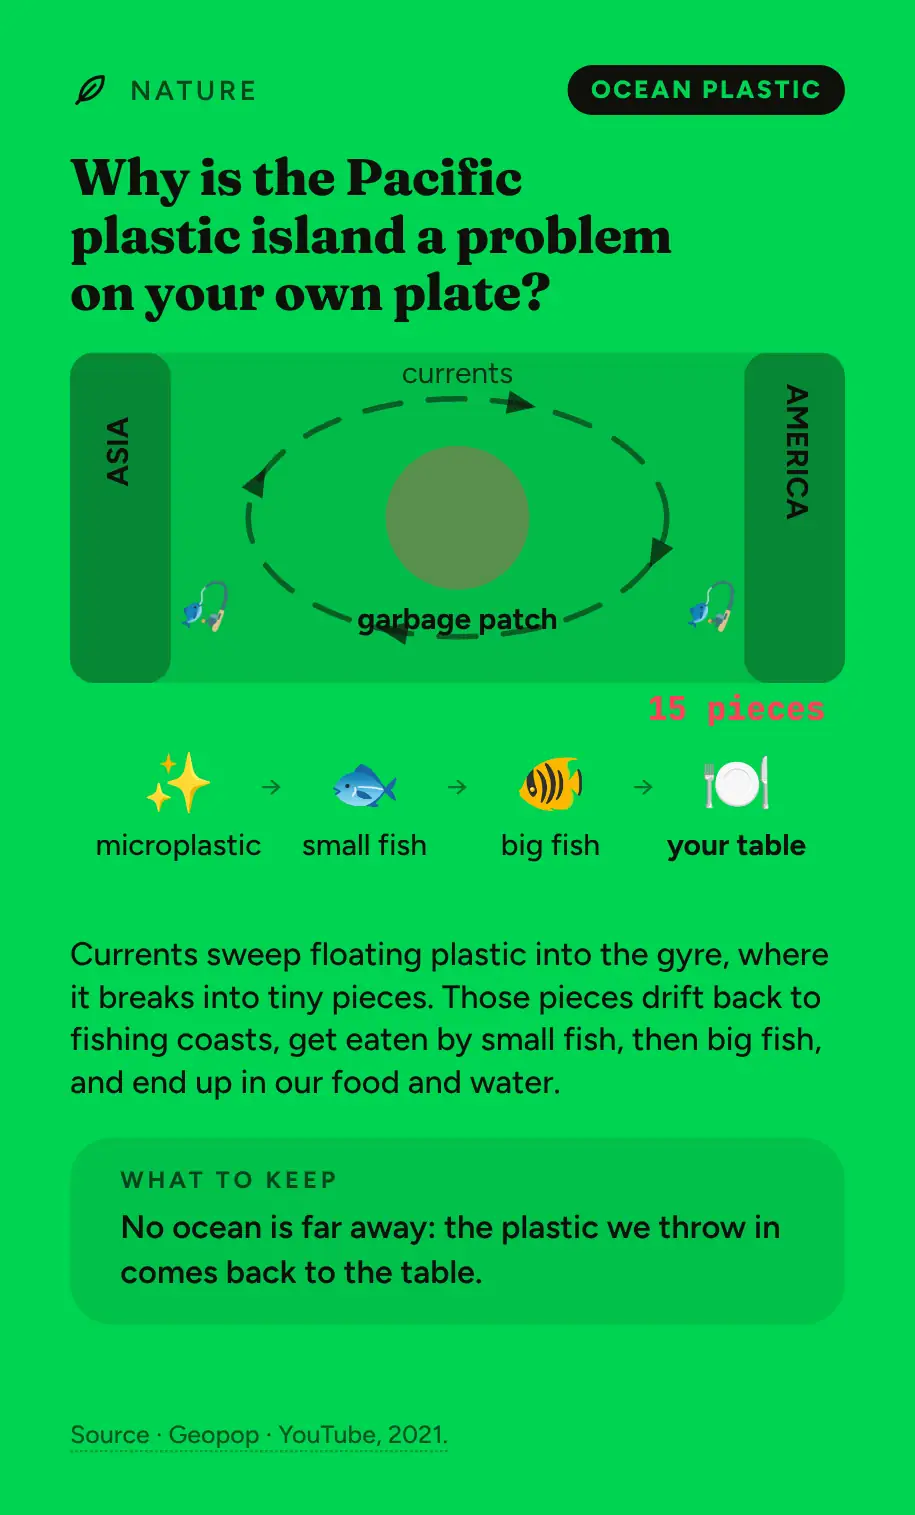 NATURE
OCEAN PLASTIC
Why is the Pacific
plastic island a problem
on your own plate?
currents
ASIA
AMERICA
garbage patch
15 pieces
microplastic → small fish → big fish → your table
Currents sweep floating plastic into the gyre, where
it breaks into tiny pieces. Those pieces drift back to
fishing coasts, get eaten by small fish, then big fish,
and end up in our food and water.
WHAT TO KEEP
No ocean is far away: the plastic we throw in
comes back to the table.
Source · Geopop · YouTube, 2021.